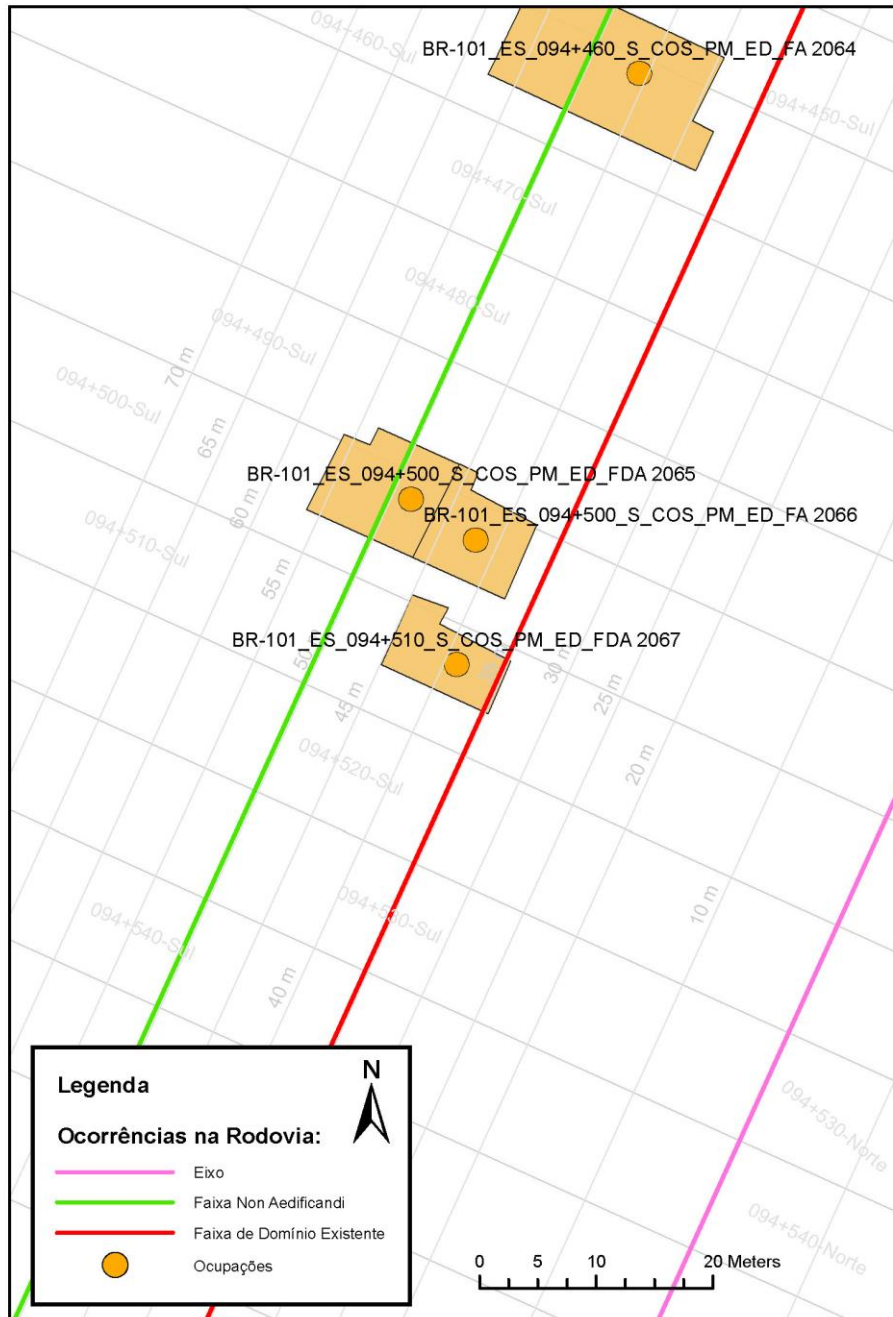 094+460-Sul
BR-101_ES_094+460_S_COS_PM_ED_FA 2064
094+450-Sul
094+470-Sul
094+480-Sul
094+490-Sul
70 m
094+500-Sul
65 m
BR-101_ES_094+500_S_COS_PM_ED_FDA 2065
60 m
BR-101_ES_094+500_S_COS_PM_ED_FA 2066
094+510-Sul
55 m
BR-101_ES_094+510_S_COS_PM_ED_FDA 2067
30 m
25 m
45 m
094+520-Sul
20 m
10 m
094+530-Sul
094+540-Sul
40 m
094+530-Norte
094+540-Norte
Legenda
N
Ocorrências na Rodovia:
Eixo
Faixa Non Aedificandi
Faixa de Domínio Existente
Ocupações
0 5 10 20 Meters